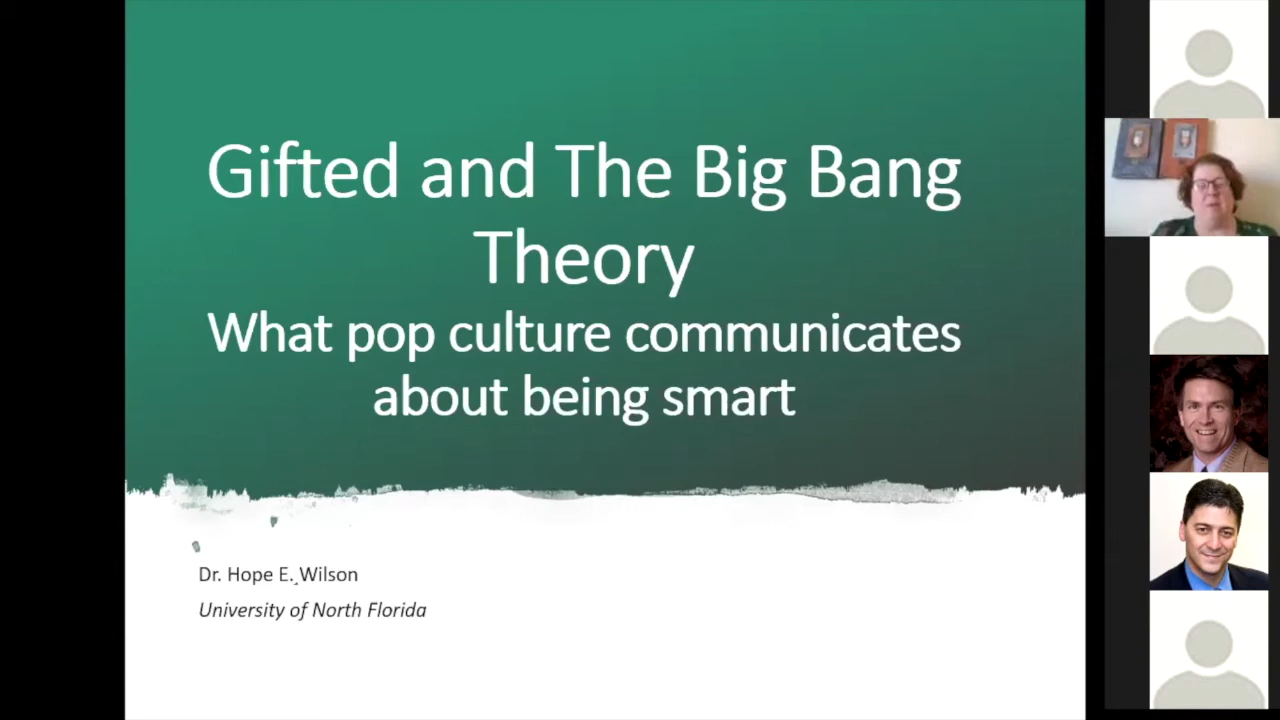 Gifted and The Big Bang
Theory
What pop culture communicates
about being smart
Dr. Hope E. Wilson
University of North Florida